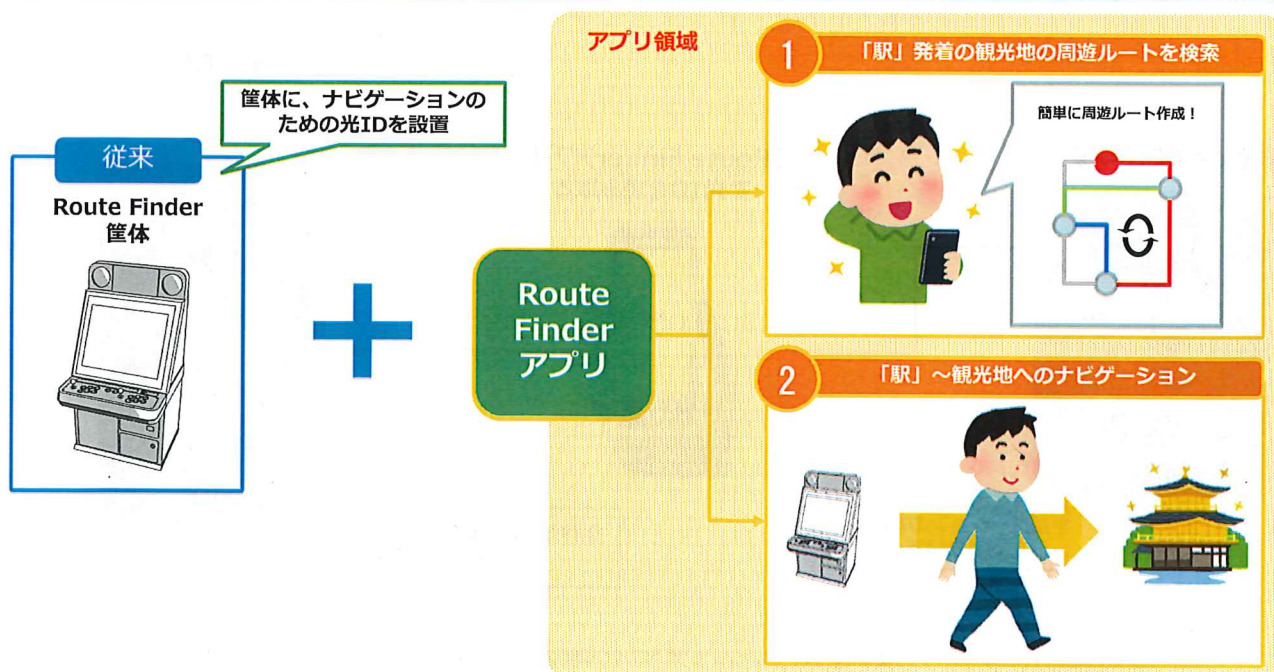 アプリ領域
筐体に、ナビゲーションの
ための光IDを設置
従来
Route Finder
筐体
Route
Finder
アプリ
1
「駅」発着の観光地の周遊ルートを検索
簡単に周遊ルート作成！
2
「駅」～観光地へのナビゲーション